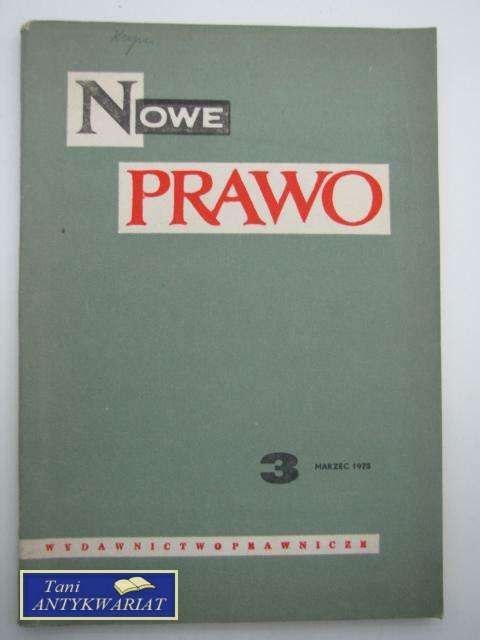 NOWE
PRAWO
3 MARZEC 1975
WYDAWNICTWO PRAWNICZE
Tani
ANTYKWARIAT